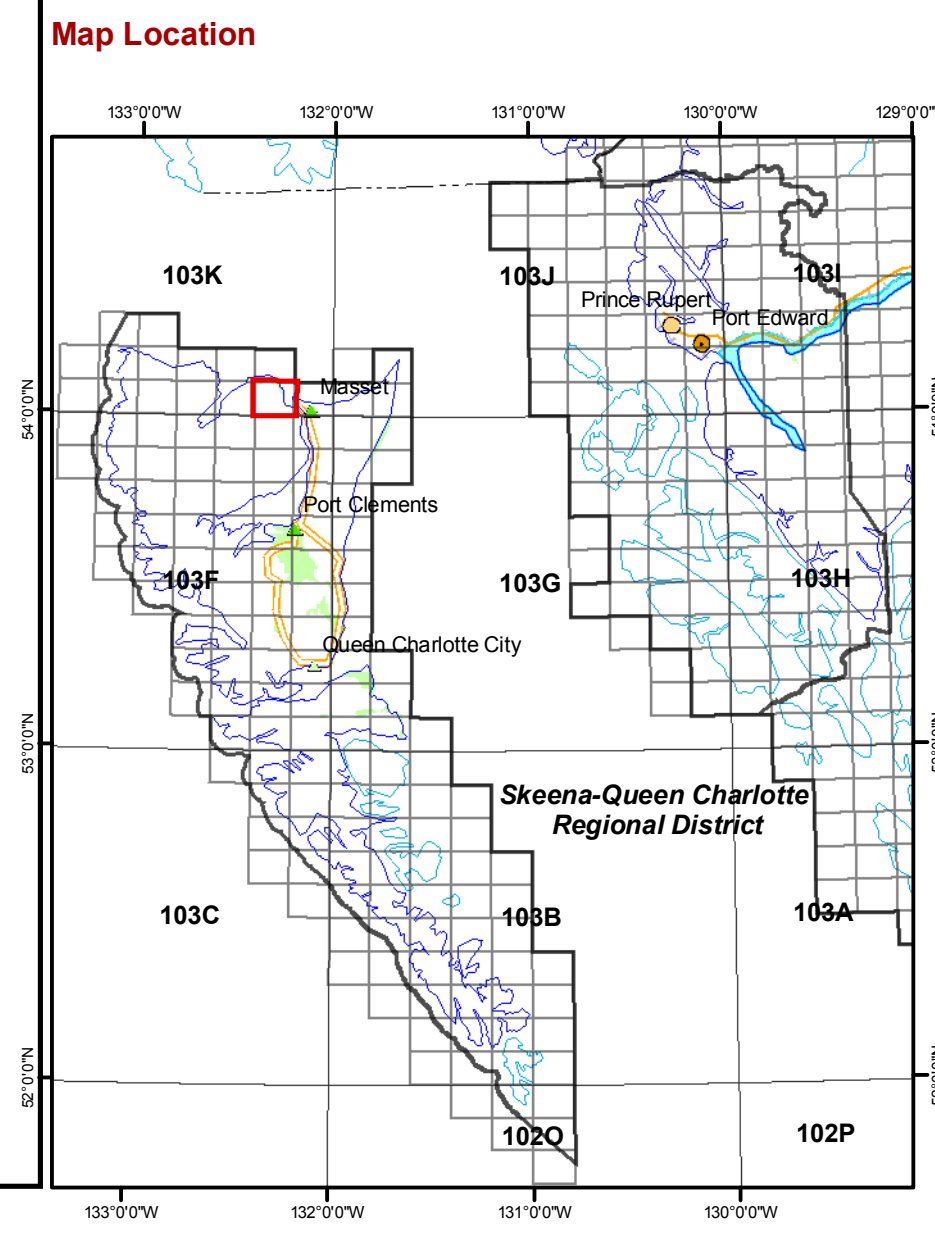 Map Location
133°0'0"W
132°0'0"W
131°0'0"W
130°0'0"W
129°0'0"
103K
103J
103I
Prince Rupert
Port Edward
Masset
54°0'0"N
Port Clements
103F
103G
103H
Queen Charlotte City
53°0'0"N
Skeena-Queen Charlotte
Regional District
103C
103B
103A
52°0'0"N
102O
102P
133°0'0"W
132°0'0"W
131°0'0"W
130°0'0"W